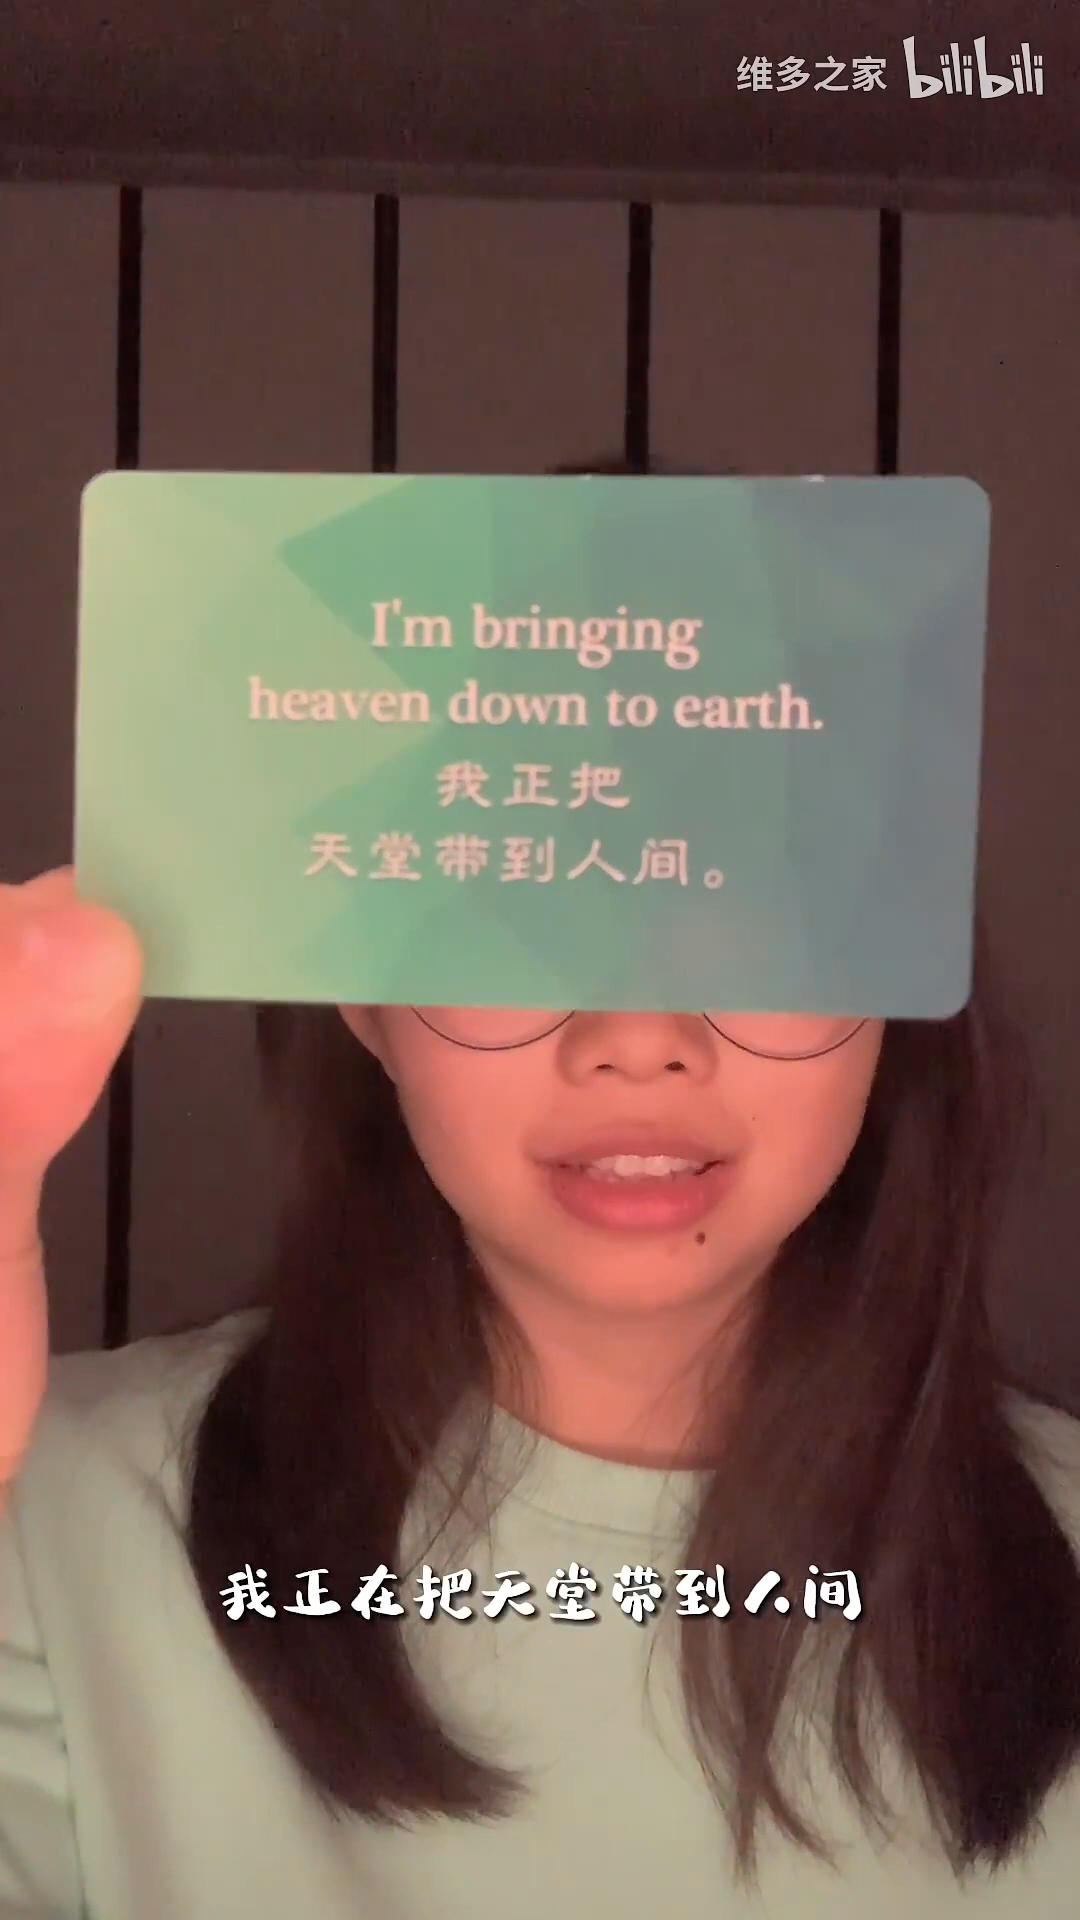 维多之家 bilibili
I'm bringing
heaven down to earth.
我正把
天堂带到人间。
我正在把天堂带到人间